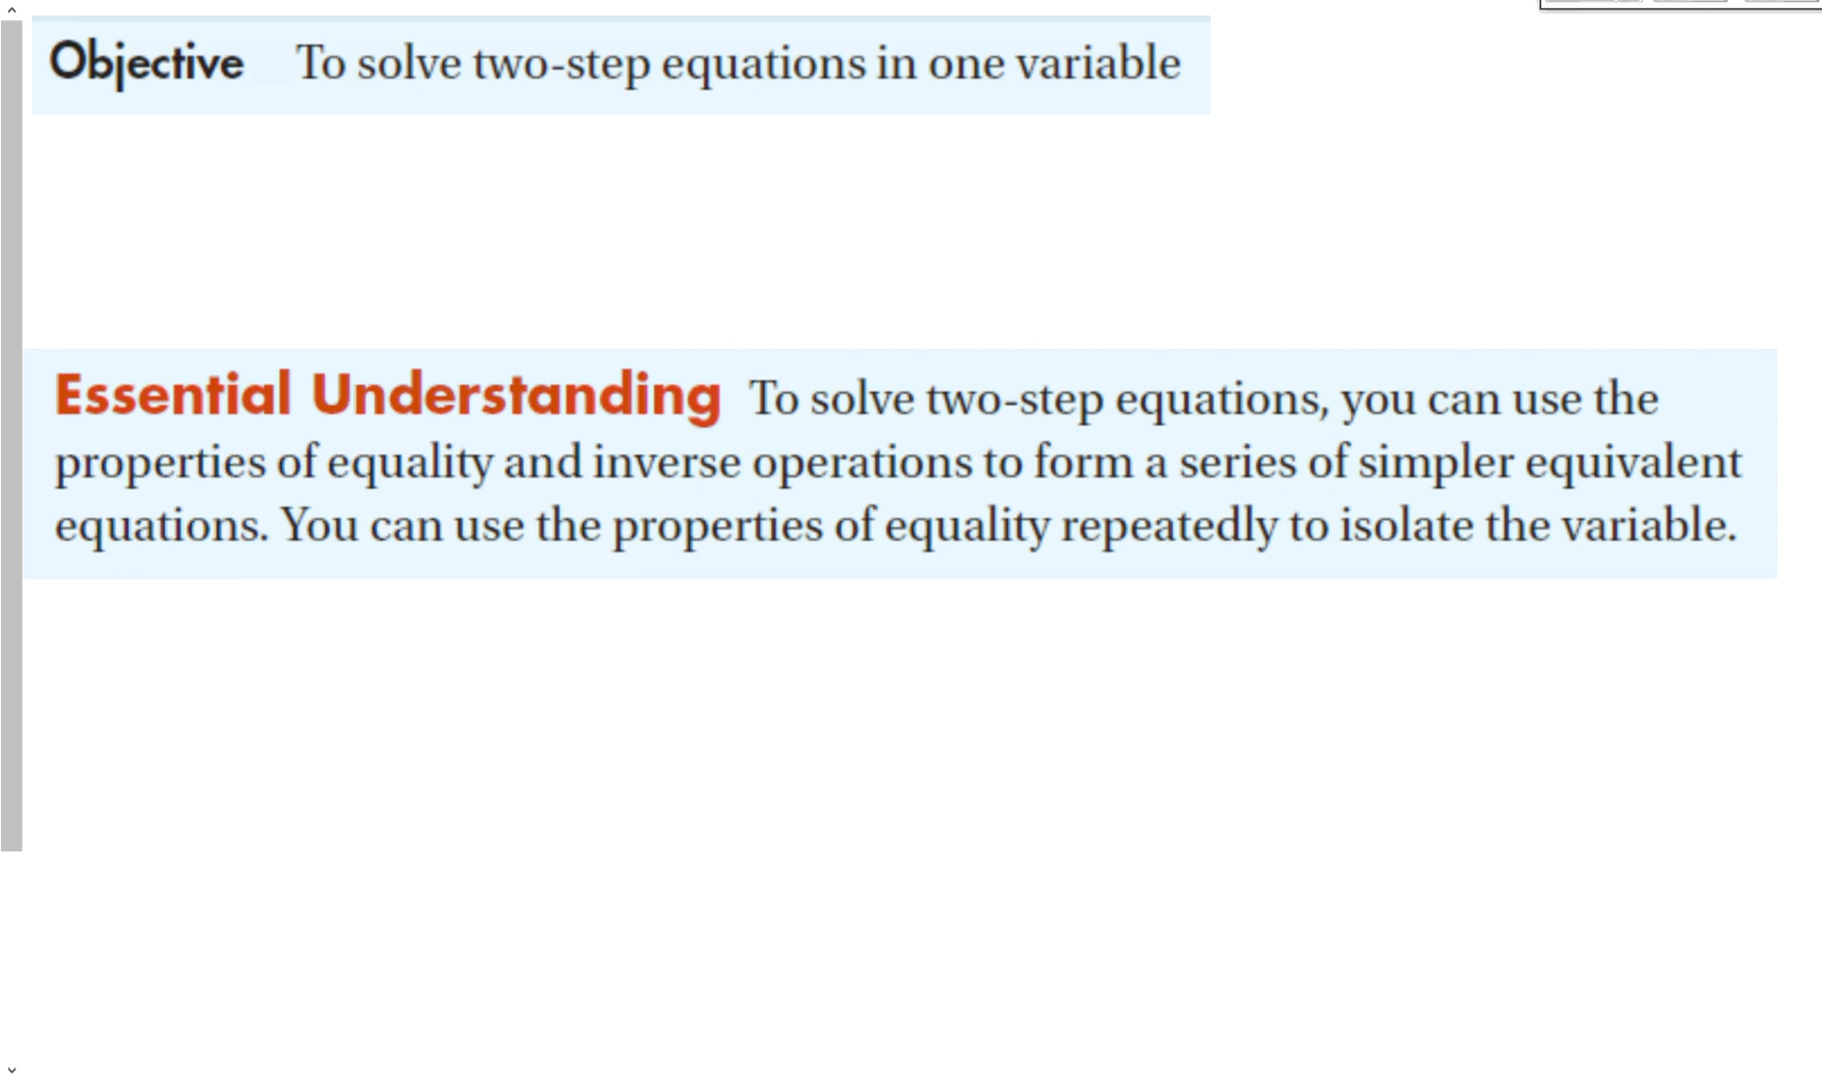 Objective To solve two-step equations in one variable
Essential Understanding To solve two-step equations, you can use the
properties of equality and inverse operations to form a series of simpler equivalent
equations. You can use the properties of equality repeatedly to isolate the variable.